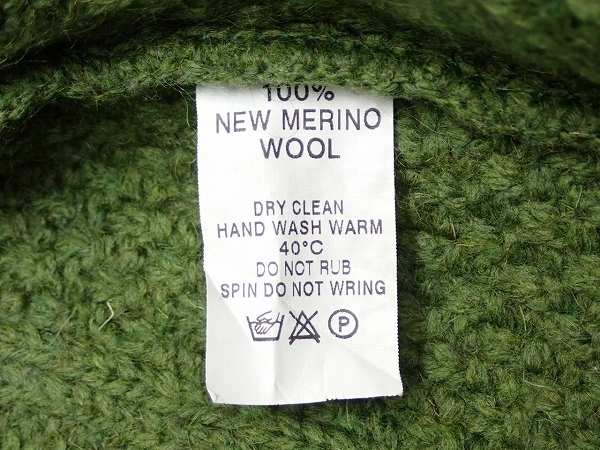 100%
NEW MERINO
WOOL
DRY CLEAN
HAND WASH WARM
40°C
DO NOT RUB
SPIN DO NOT WRING
P